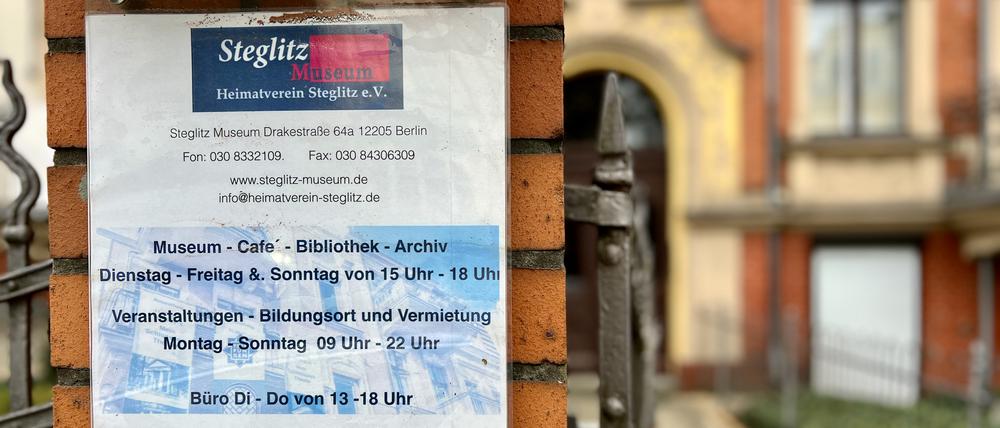 Steglitz
Museum
Heimatverein Steglitz e.V.
Steglitz Museum Drakestraße 64a 12205 Berlin
Fon: 030 8332109. Fax: 030 84306309
www.steglitz-museum.de
info@heimatverein-steglitz.de
Museum - Cafe´ - Bibliothek - Archiv
Dienstag - Freitag &. Sonntag von 15 Uhr - 18 Uhr
Veranstaltungen - Bildungsort und Vermietung
Montag - Sonntag 09 Uhr - 22 Uhr
Büro Di - Do von 13 -18 Uhr